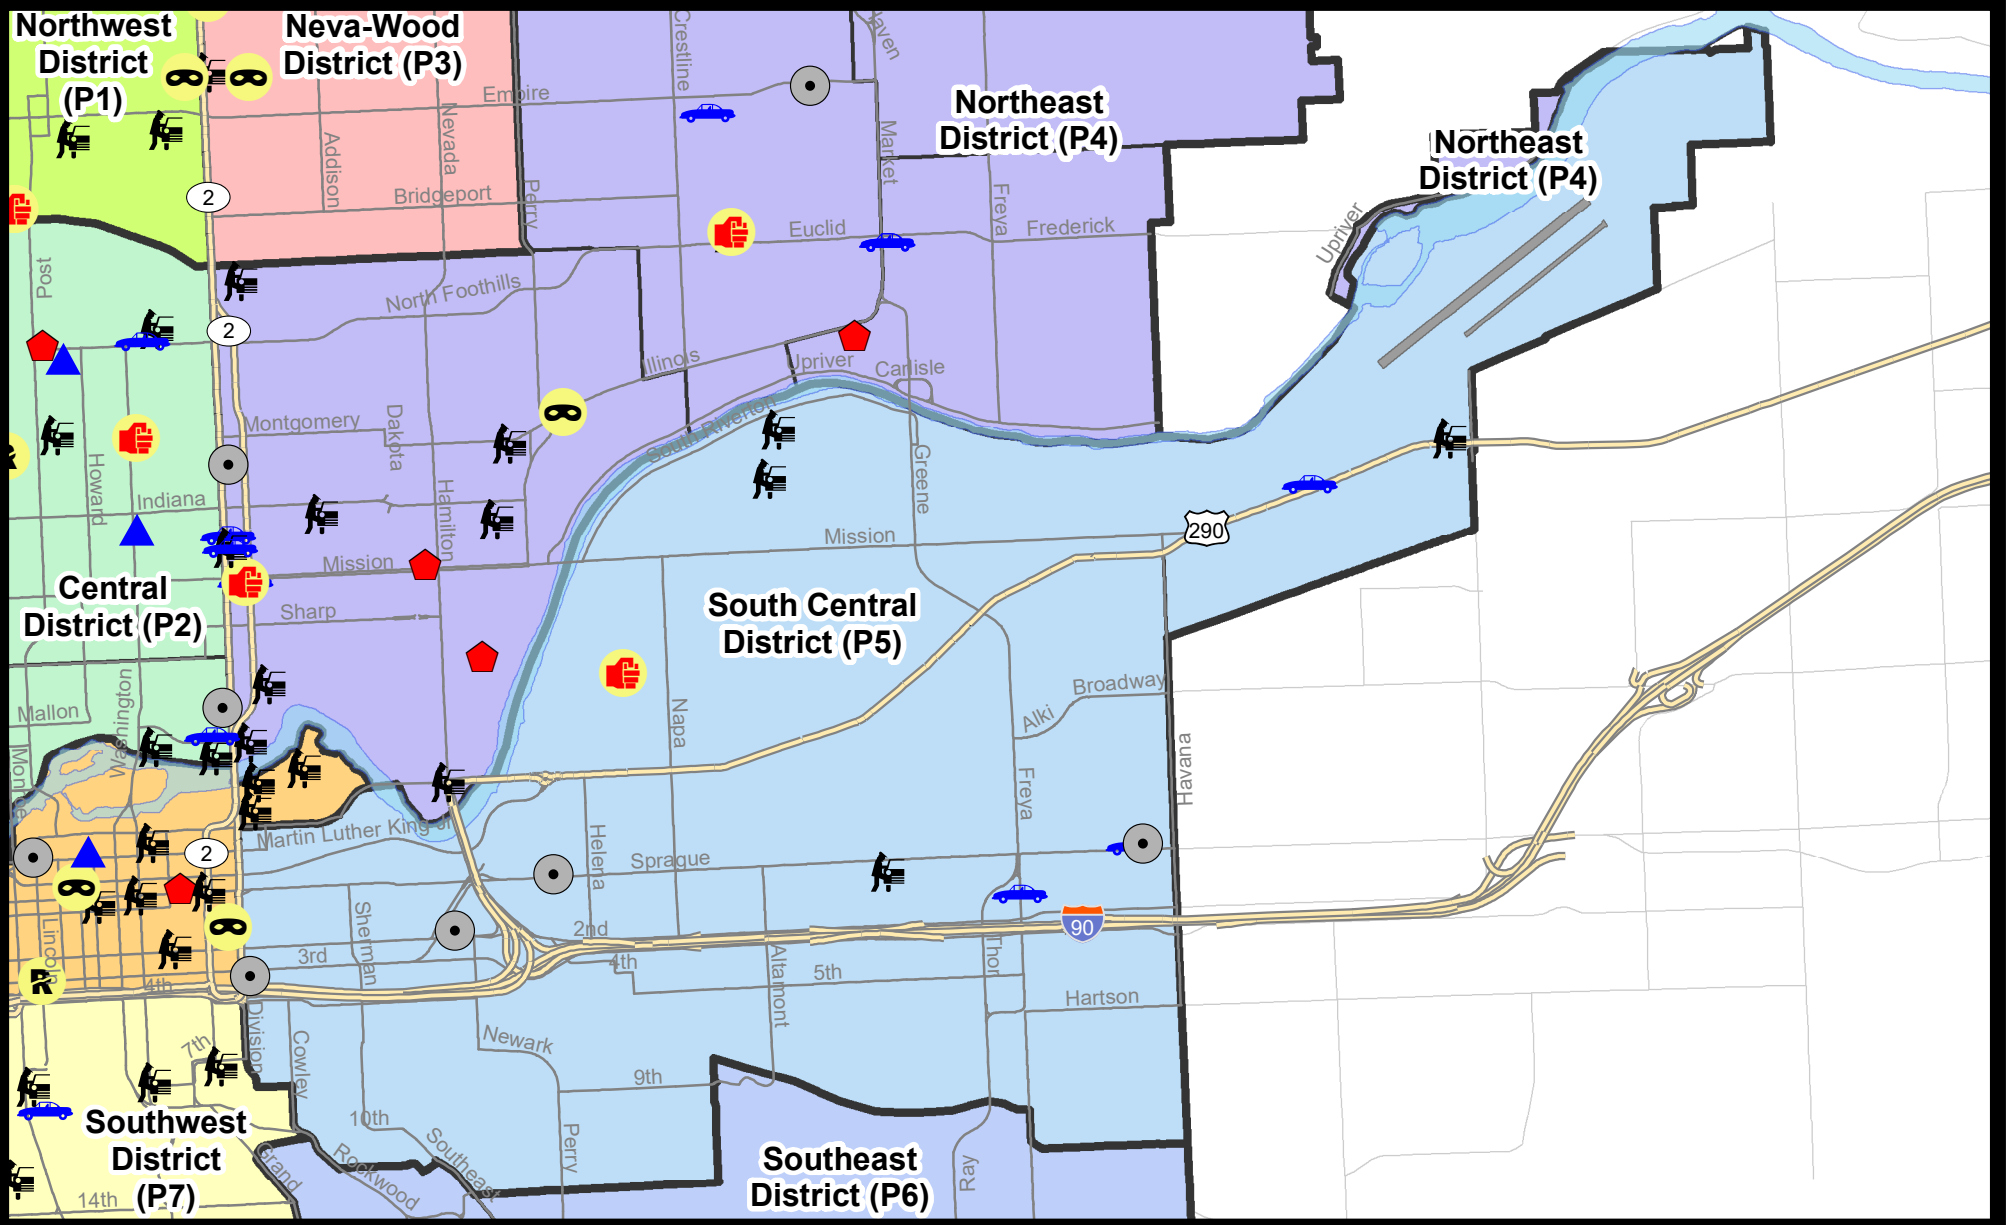 Northwest
District
(P1)
Neva-Wood
District (P3)
Crestline
Haven
Empire
Northeast
District (P4)
Northeast
District (P4)
Addison
Nevada
Market
2
Bridgeport
Perry
Euclid
Freya
Frederick
Upriver
Post
North Foothills
2
Illinois
Upriver
Carlisle
Montgomery
Dakota
South Riverton
Howard
Indiana
Hamilton
Greene
Mission
Mission
290
Central
District (P2)
Sharp
South Central
District (P5)
Mallon
Washington
Napa
Broadway
Alki
Monroe
Havana
Freya
Martin Luther King Jr
2
Helena
Sprague
Lincoln
Sherman
2nd
90
3rd
4th
4th
5th
Altamont
Thor
Hartson
R
Division
Cowley
7th
Newark
9th
Southwest
District
(P7)
10th
Southeast
Perry
Grand
Rockwood
Southeast
District (P6)
Ray
14th